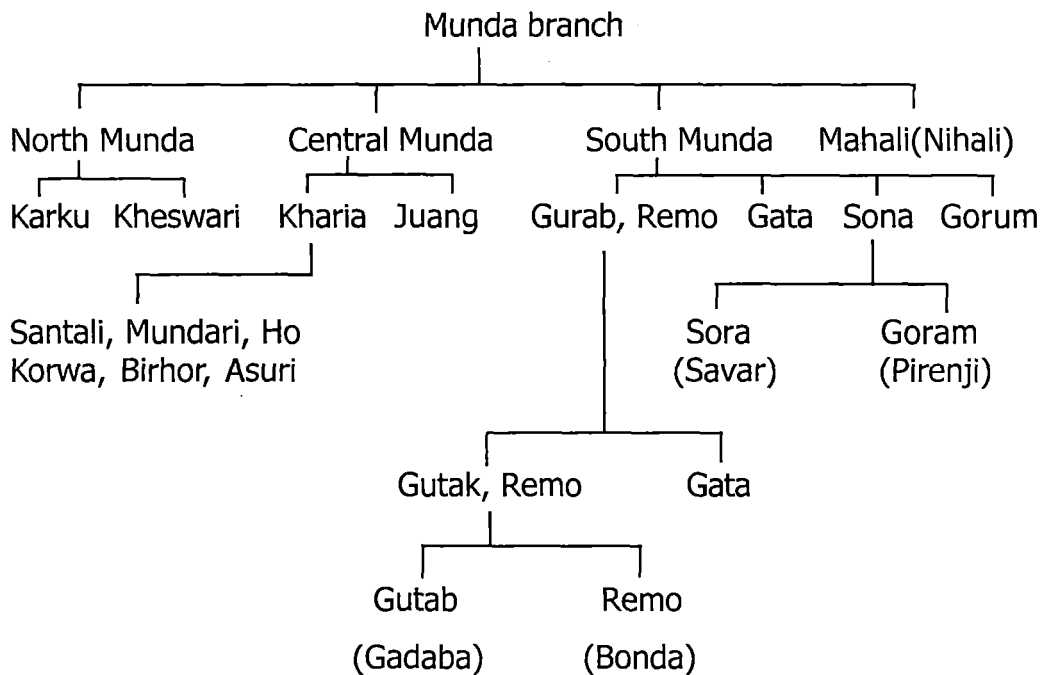 Munda branch
North Munda Central Munda South Munda Mahali(Nihali)
Karku Kheswari Kharia Juang Gurab, Remo Gata Sona Gorum
Santali, Mundari, Ho
Korwa, Birhor, Asuri
Sora Goram
(Savar) (Pirenji)
Gutak, Remo Gata
Gutab Remo
(Gadaba) (Bonda)